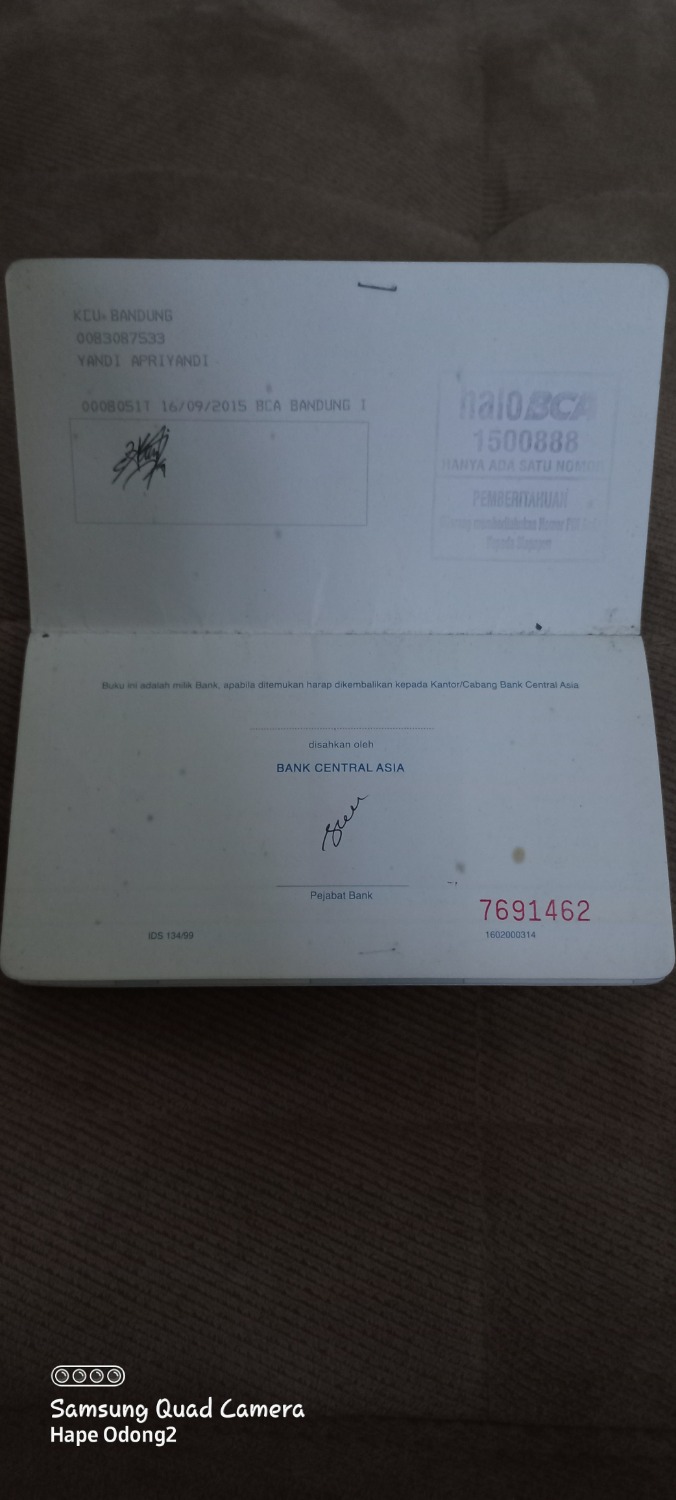 KCU. BANDUNG
0083087533
YANDI APRIYANDI
0008051T 16/09/2015 BCA BANDUNG I
halo BCA
1500888
HANYA ADA SATU NOMOR
PEMBERITAHUAN
Buku ini adalah milik Bank, apabila ditemukan harap dikembalikan kepada Kantor/Cabang Bank Central Asia
disahkan oleh
BANK CENTRAL ASIA
Pejabat Bank
7691462
IDS 134/99
1602000314
Samsung Quad Camera
Hape Odong2